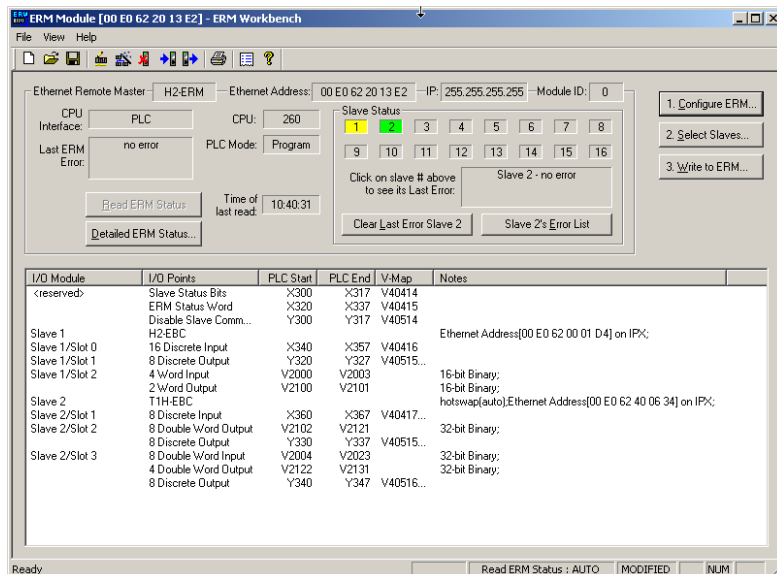 ERM Module [00 E0 62 20 13 E2] - ERM Workbench
File View Help
Ethernet Remote Master H2-ERM Ethernet Address: 00 E0 62 20 13 E2 IP: 255.255.255.255 Module ID: 0
CPU Interface: PLC CPU: 260
Last ERM Error: no error PLC Mode: Program
Read ERM Status Time of last read: 10:40:31
Detailed ERM Status...
Slave Status
1 2 3 4 5 6 7 8
9 10 11 12 13 14 15 16
Click on slave # above to see its Last Error: Slave 2 - no error
Clear Last Error Slave 2 Slave 2's Error List
1. Configure ERM...
2. Select Slaves...
3. Write to ERM...
I/O Module I/O Points PLC Start PLC End V-Map Notes
<reserved> Slave Status Bits X300 X317 V40414
ERM Status Word X320 X337 V40415
Disable Slave Comm... Y300 Y317 V40514
Slave 1 H2-EBC Ethernet Address[00 E0 62 00 01 D4] on IPX;
Slave 1/Slot 0 16 Discrete Input X340 X357 V40416
Slave 1/Slot 1 8 Discrete Output Y320 Y327 V40515...
Slave 1/Slot 2 4 Word Input V2000 V2003 16-bit Binary;
2 Word Output V2100 V2101 16-bit Binary;
Slave 2 T1H-EBC hotswap(auto);Ethernet Address[00 E0 62 40 06 34] on IPX;
Slave 2/Slot 1 8 Discrete Input X360 X367 V40417...
Slave 2/Slot 2 8 Double Word Output V2102 V2121 32-bit Binary;
8 Discrete Output Y330 Y337 V40515...
Slave 2/Slot 3 8 Double Word Input V2004 V2023 32-bit Binary;
4 Double Word Output V2122 V2131 32-bit Binary;
8 Discrete Output Y340 Y347 V40516...
Ready Read ERM Status : AUTO MODIFIED NUM